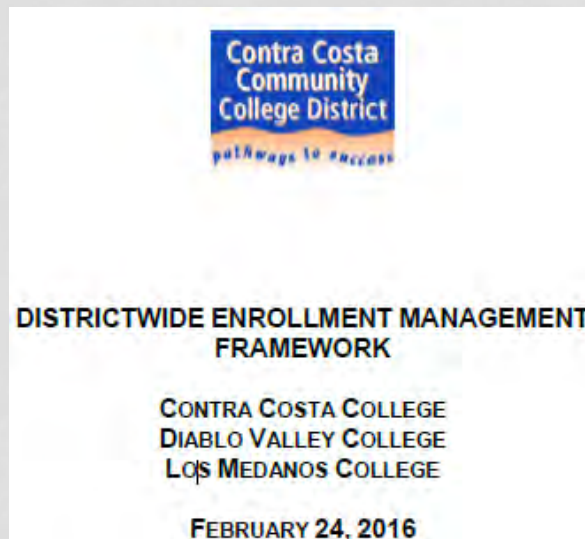 Contra Costa
Community
College District
pathways to success
DISTRICTWIDE ENROLLMENT MANAGEMENT
FRAMEWORK
CONTRA COSTA COLLEGE
DIABLO VALLEY COLLEGE
LOS MEDANOS COLLEGE
FEBRUARY 24, 2016